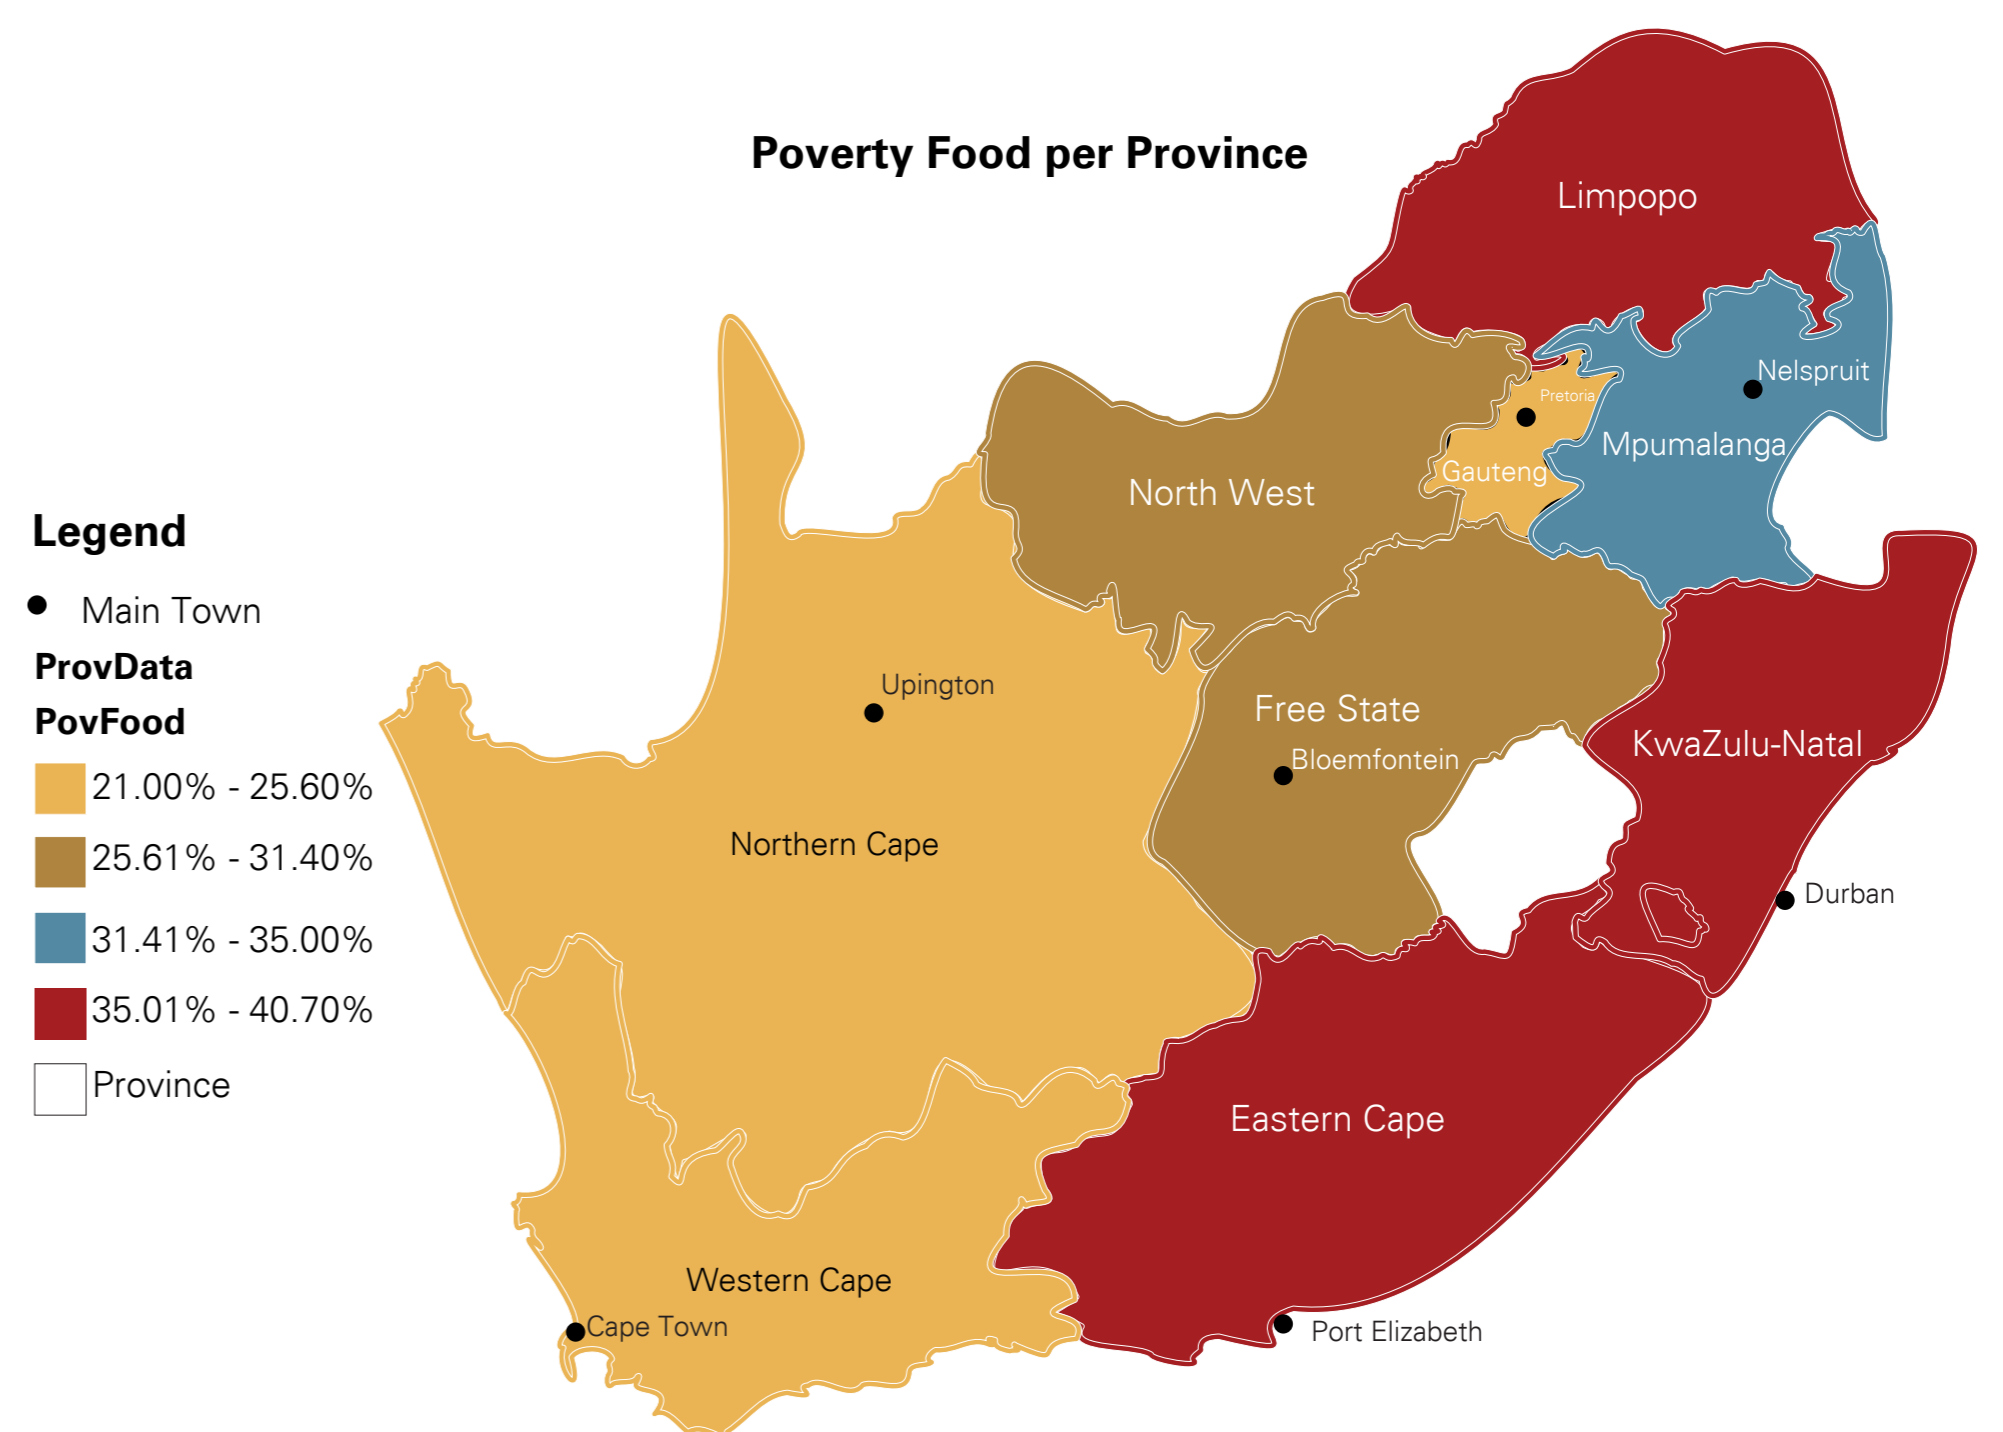 Poverty Food per Province
Limpopo
Nelspruit
Pretoria
Mpumalanga
Gauteng
North West
Legend
Main Town
ProvData
PovFood
21.00% - 25.60%
25.61% - 31.40%
31.41% - 35.00%
35.01% - 40.70%
Province
Upington
Free State
KwaZulu-Natal
Bloemfontein
Northern Cape
Durban
Eastern Cape
Western Cape
Cape Town
Port Elizabeth